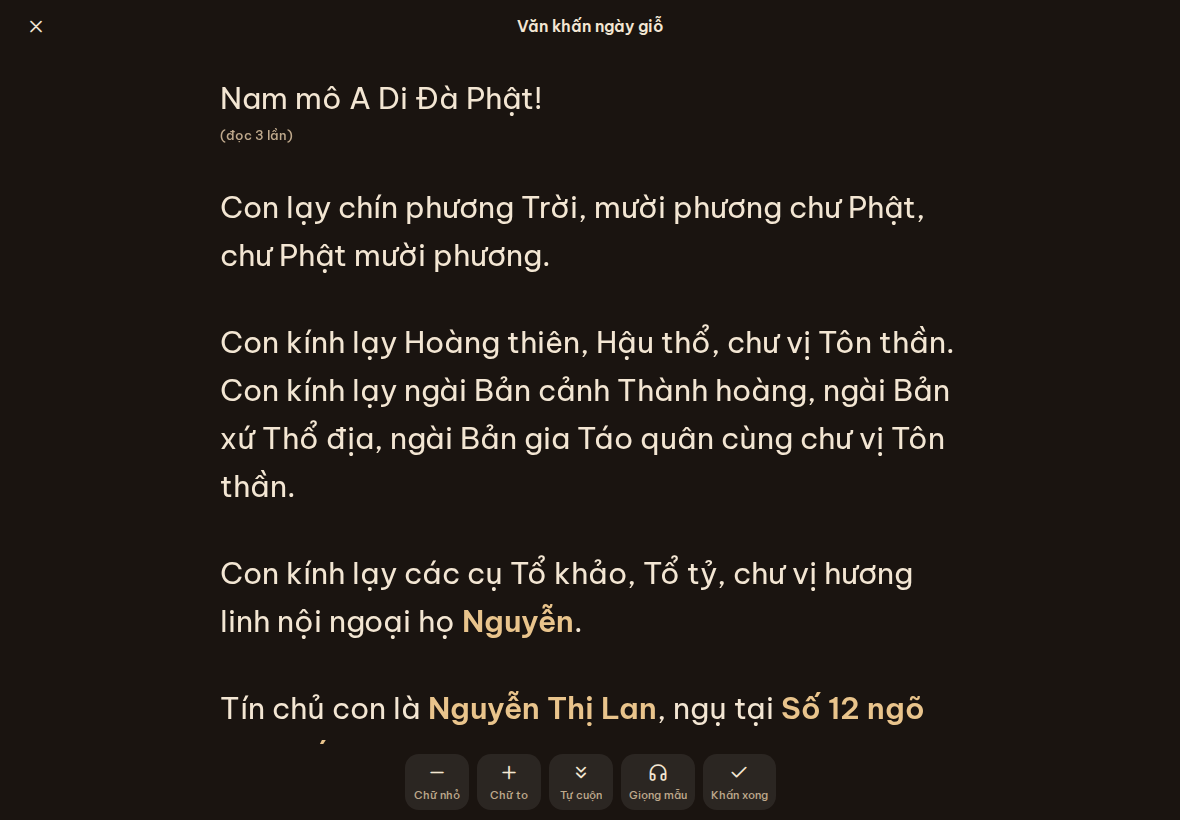 Văn khấn ngày giỗ
Nam mô A Di Đà Phật!
(đọc 3 lần)
Con lạy chín phương Trời, mười phương chư Phật,
chư Phật mười phương.
Con kính lạy Hoàng thiên, Hậu thổ, chư vị Tôn thần.
Con kính lạy ngài Bản cảnh Thành hoàng, ngài Bản
xứ Thổ địa, ngài Bản gia Táo quân cùng chư vị Tôn
thần.
Con kính lạy các cụ Tổ khảo, Tổ tỷ, chư vị hương
linh nội ngoại họ Nguyễn.
Tín chủ con là Nguyễn Thị Lan, ngụ tại Số 12 ngõ
Chữ nhỏ
Chữ to
Tự cuộn
Giọng mẫu
Khấn xong